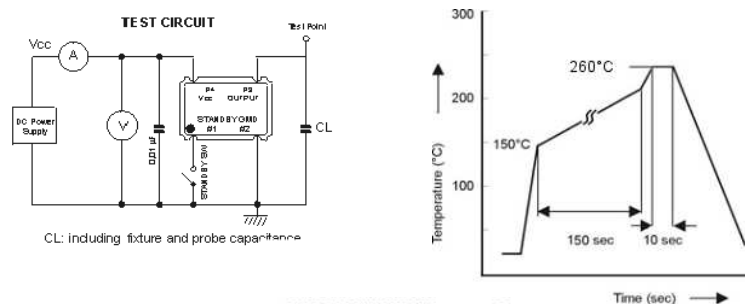 TEST CIRCUIT
Test Point
Vcc
A
P4
P3
Vcc
OUTPUT
DC Power
Supply
V
0,01 µF
STANDBY GND
#1
#2
CL
STANDBY SW
CL: including fixture and probe capacitance
300
260°C
200
150°C
100
Temperature (°C)
150 sec
10 sec
Time (sec)